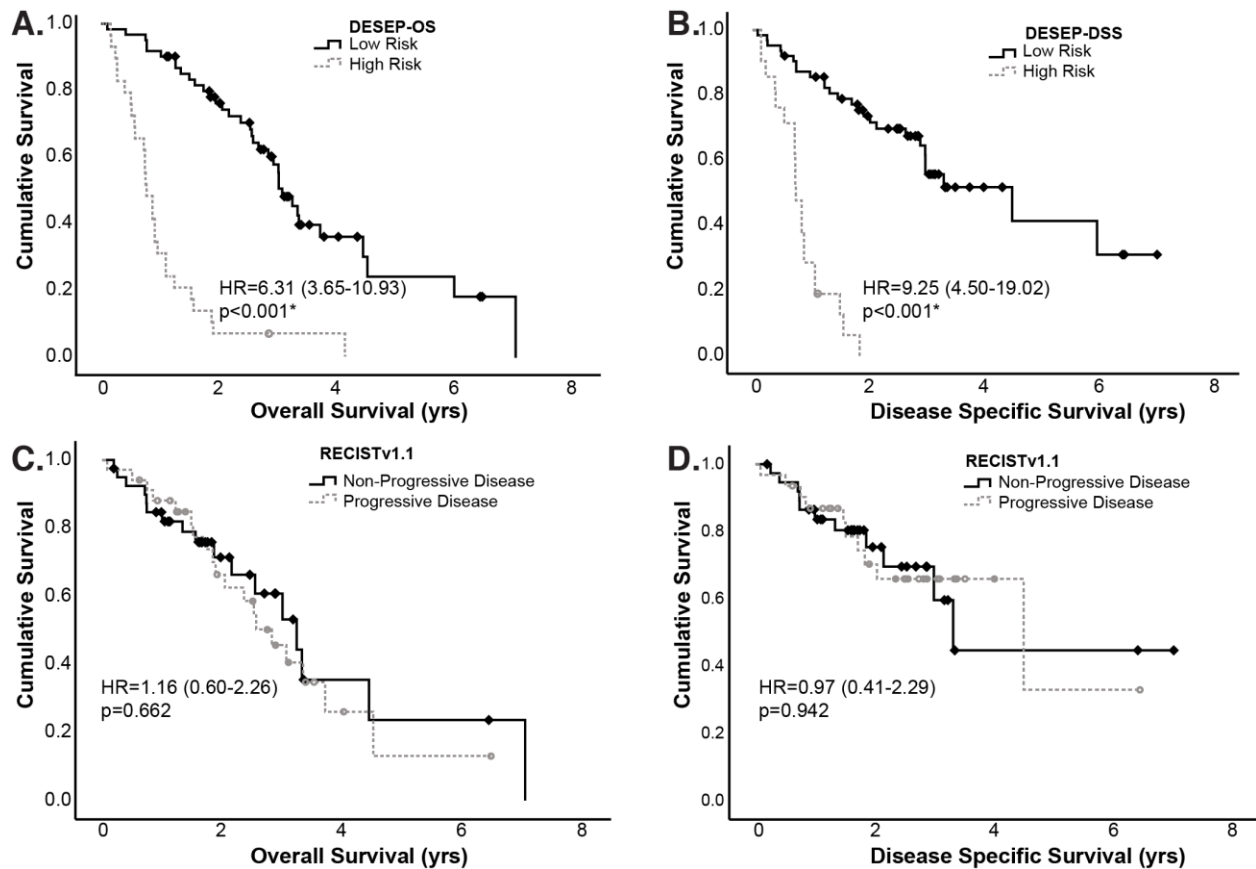 A.
DESEP-OS
Low Risk
High Risk
1.0
0.8
0.6
0.4
0.2
0.0
Cumulative Survival
HR=6.31 (3.65-10.93)
p<0.001*
0 2 4 6 8
Overall Survival (yrs)
B.
DESEP-DSS
Low Risk
High Risk
1.0
0.8
0.6
0.4
0.2
0.0
Cumulative Survival
HR=9.25 (4.50-19.02)
p<0.001*
0 2 4 6 8
Disease Specific Survival (yrs)
C.
RECISTv1.1
Non-Progressive Disease
Progressive Disease
1.0
0.8
0.6
0.4
0.2
0.0
Cumulative Survival
HR=1.16 (0.60-2.26)
p=0.662
0 2 4 6 8
Overall Survival (yrs)
D.
RECISTv1.1
Non-Progressive Disease
Progressive Disease
1.0
0.8
0.6
0.4
0.2
0.0
Cumulative Survival
HR=0.97 (0.41-2.29)
p=0.942
0 2 4 6 8
Disease Specific Survival (yrs)